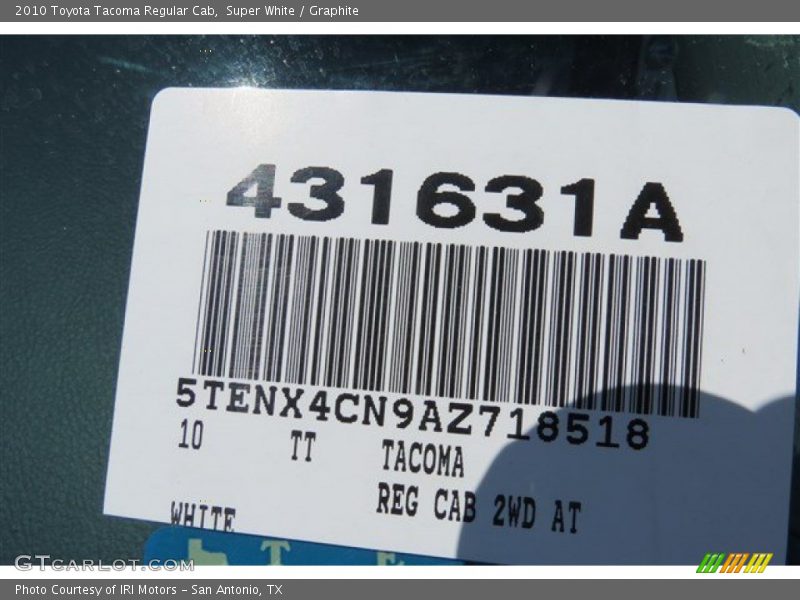 2010 Toyota Tacoma Regular Cab, Super White / Graphite
431631A
5TENX4CN9AZ718518
10 TT TACOMA
REG CAB 2WD AT
WHITE
GTCARLOT.COM
Photo Courtesy of IRI Motors – San Antonio, TX